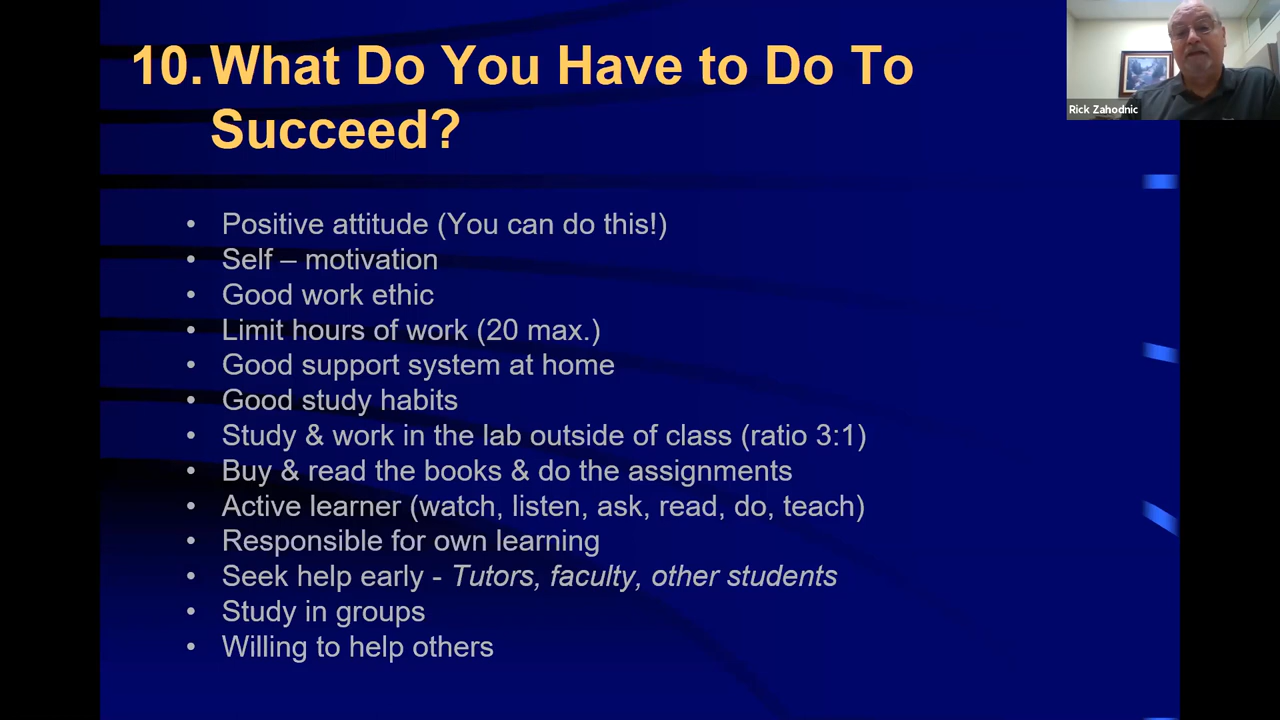 10. What Do You Have to Do To
Succeed?
Rick Zahodnic
• Positive attitude (You can do this!)
• Self – motivation
• Good work ethic
• Limit hours of work (20 max.)
• Good support system at home
• Good study habits
• Study & work in the lab outside of class (ratio 3:1)
• Buy & read the books & do the assignments
• Active learner (watch, listen, ask, read, do, teach)
• Responsible for own learning
• Seek help early - Tutors, faculty, other students
• Study in groups
• Willing to help others